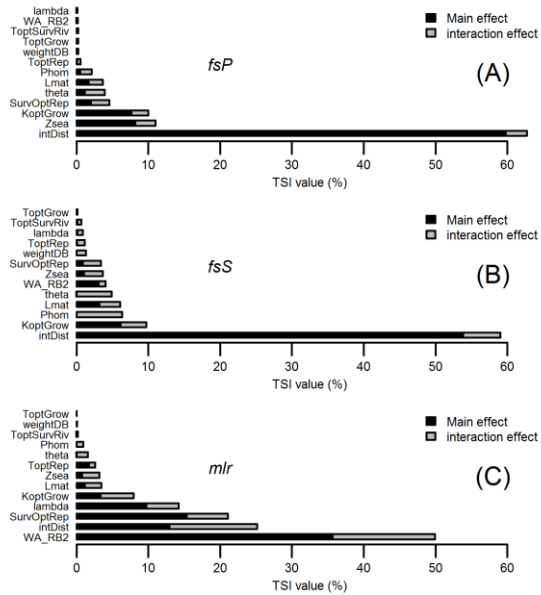 lambda
WA_RB2
ToptSurvRiv
ToptGrow
weightDB
ToptRep
Phom
Lmat
theta
SurvOptRep
KoptGrow
Zsea
intDist
fsP
Main effect
interaction effect
(A)
0 10 20 30 40 50 60
TSI value (%)
ToptGrow
ToptSurvRiv
lambda
ToptRep
weightDB
SurvOptRep
Zsea
WA_RB2
theta
Lmat
Phom
KoptGrow
intDist
fsS
Main effect
interaction effect
(B)
0 10 20 30 40 50 60
TSI value (%)
ToptGrow
weightDB
ToptSurvRiv
Phom
theta
ToptRep
Zsea
Lmat
KoptGrow
lambda
SurvOptRep
intDist
WA_RB2
mlr
Main effect
interaction effect
(C)
0 10 20 30 40 50 60
TSI value (%)